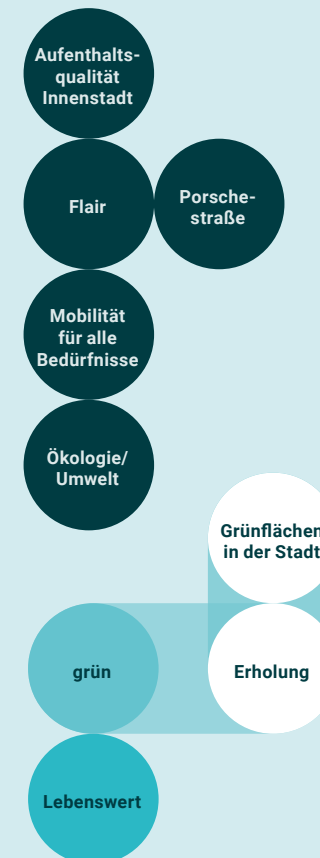 Aufenthalts-
qualität
Innenstadt
Flair
Porsche-
straße
Mobilität
für alle
Bedürfnisse
Ökologie/
Umwelt
Grünflächen
in der Stadt
grün
Erholung
Lebenswert